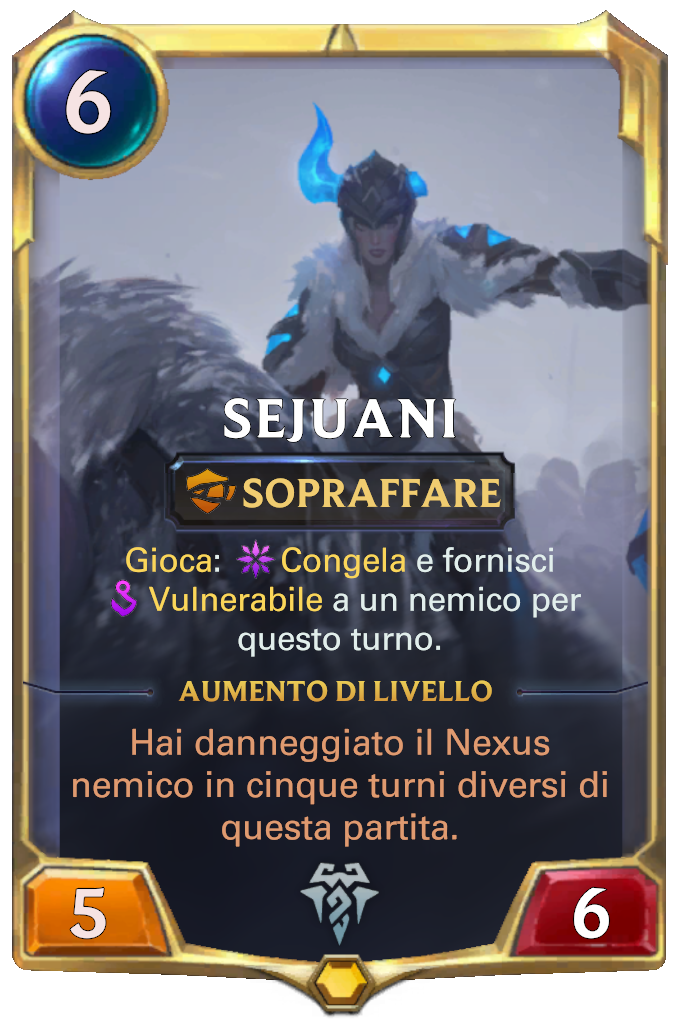 6
SEJUANI
SOPRAFFARE
Gioca: Congela e fornisci
Vulnerabile a un nemico per
questo turno.
AUMENTO DI LIVELLO
Hai danneggiato il Nexus
nemico in cinque turni diversi di
questa partita.
5
6